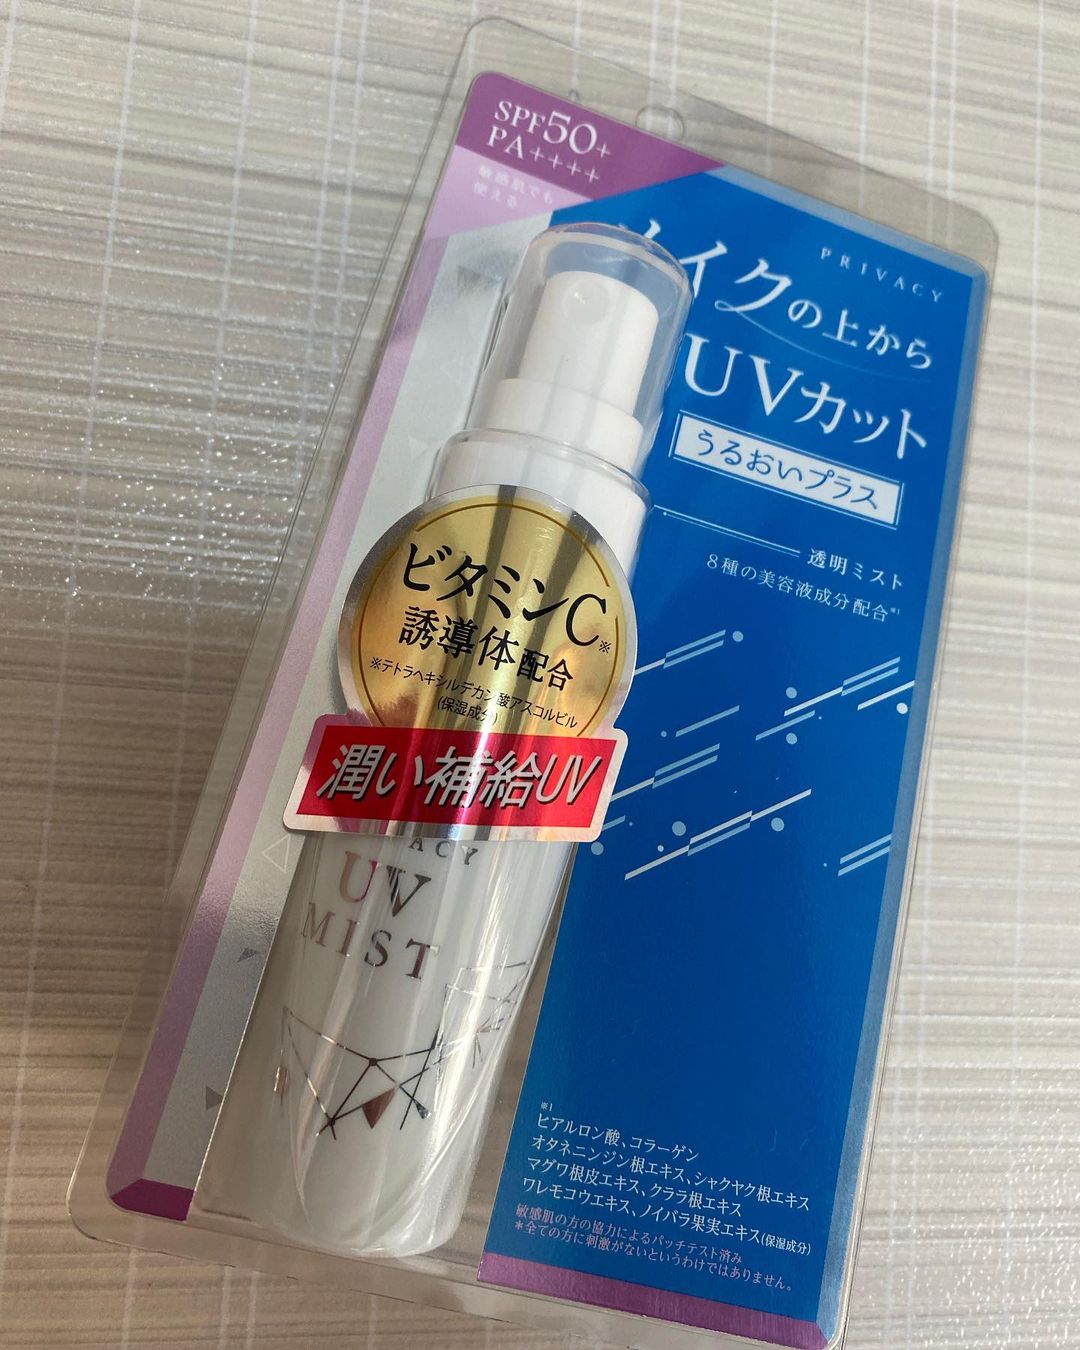 SPF50+
PA++++
敏感肌でも
使える
PRIVACY
メイクの上から
UVカット
うるおいプラス
透明ミスト
8種の美容液成分配合※1
ビタミンC※
誘導体配合
※テトラヘキシルデカン酸アスコルビル
(保湿成分)
潤い補給UV
ACY
UV
MIST
※1
ヒアルロン酸、コラーゲン
オタネニンジン根エキス、シャクヤク根エキス
マグワ根皮エキス、クララ根エキス
ワレモコウエキス、ノイバラ果実エキス(保湿成分)
敏感肌の方の協力によるパッチテスト済み
*全ての方に刺激がないというわけではありません。